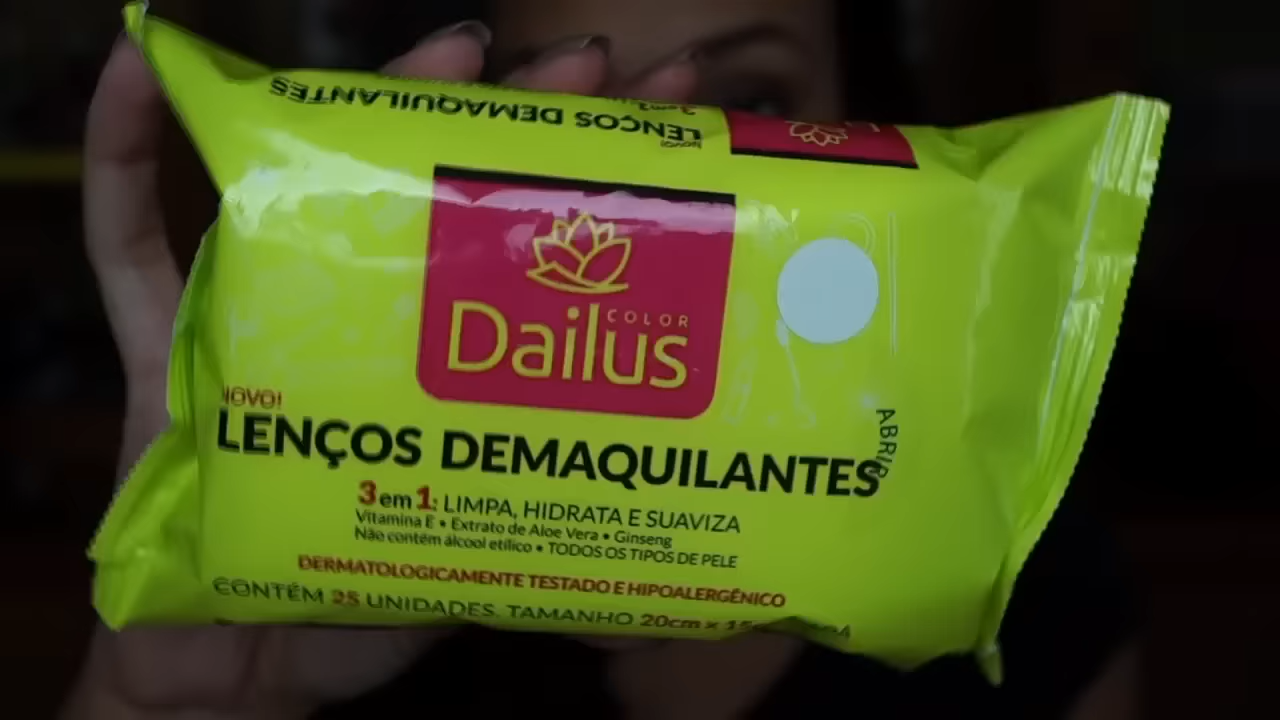 LENÇOS DEMAQUILANTES
NOVO!
COLOR
Dailus
ABRIR
NOVO!
LENÇOS DEMAQUILANTES
3 em 1: LIMPA, HIDRATA E SUAVIZA
Vitamina E • Extrato de Aloe Vera • Ginseng
Não contém álcool etílico • TODOS OS TIPOS DE PELE
DERMATOLOGICAMENTE TESTADO E HIPOALERGÊNICO
CONTÉM 25 UNIDADES. TAMANHO 20cm x